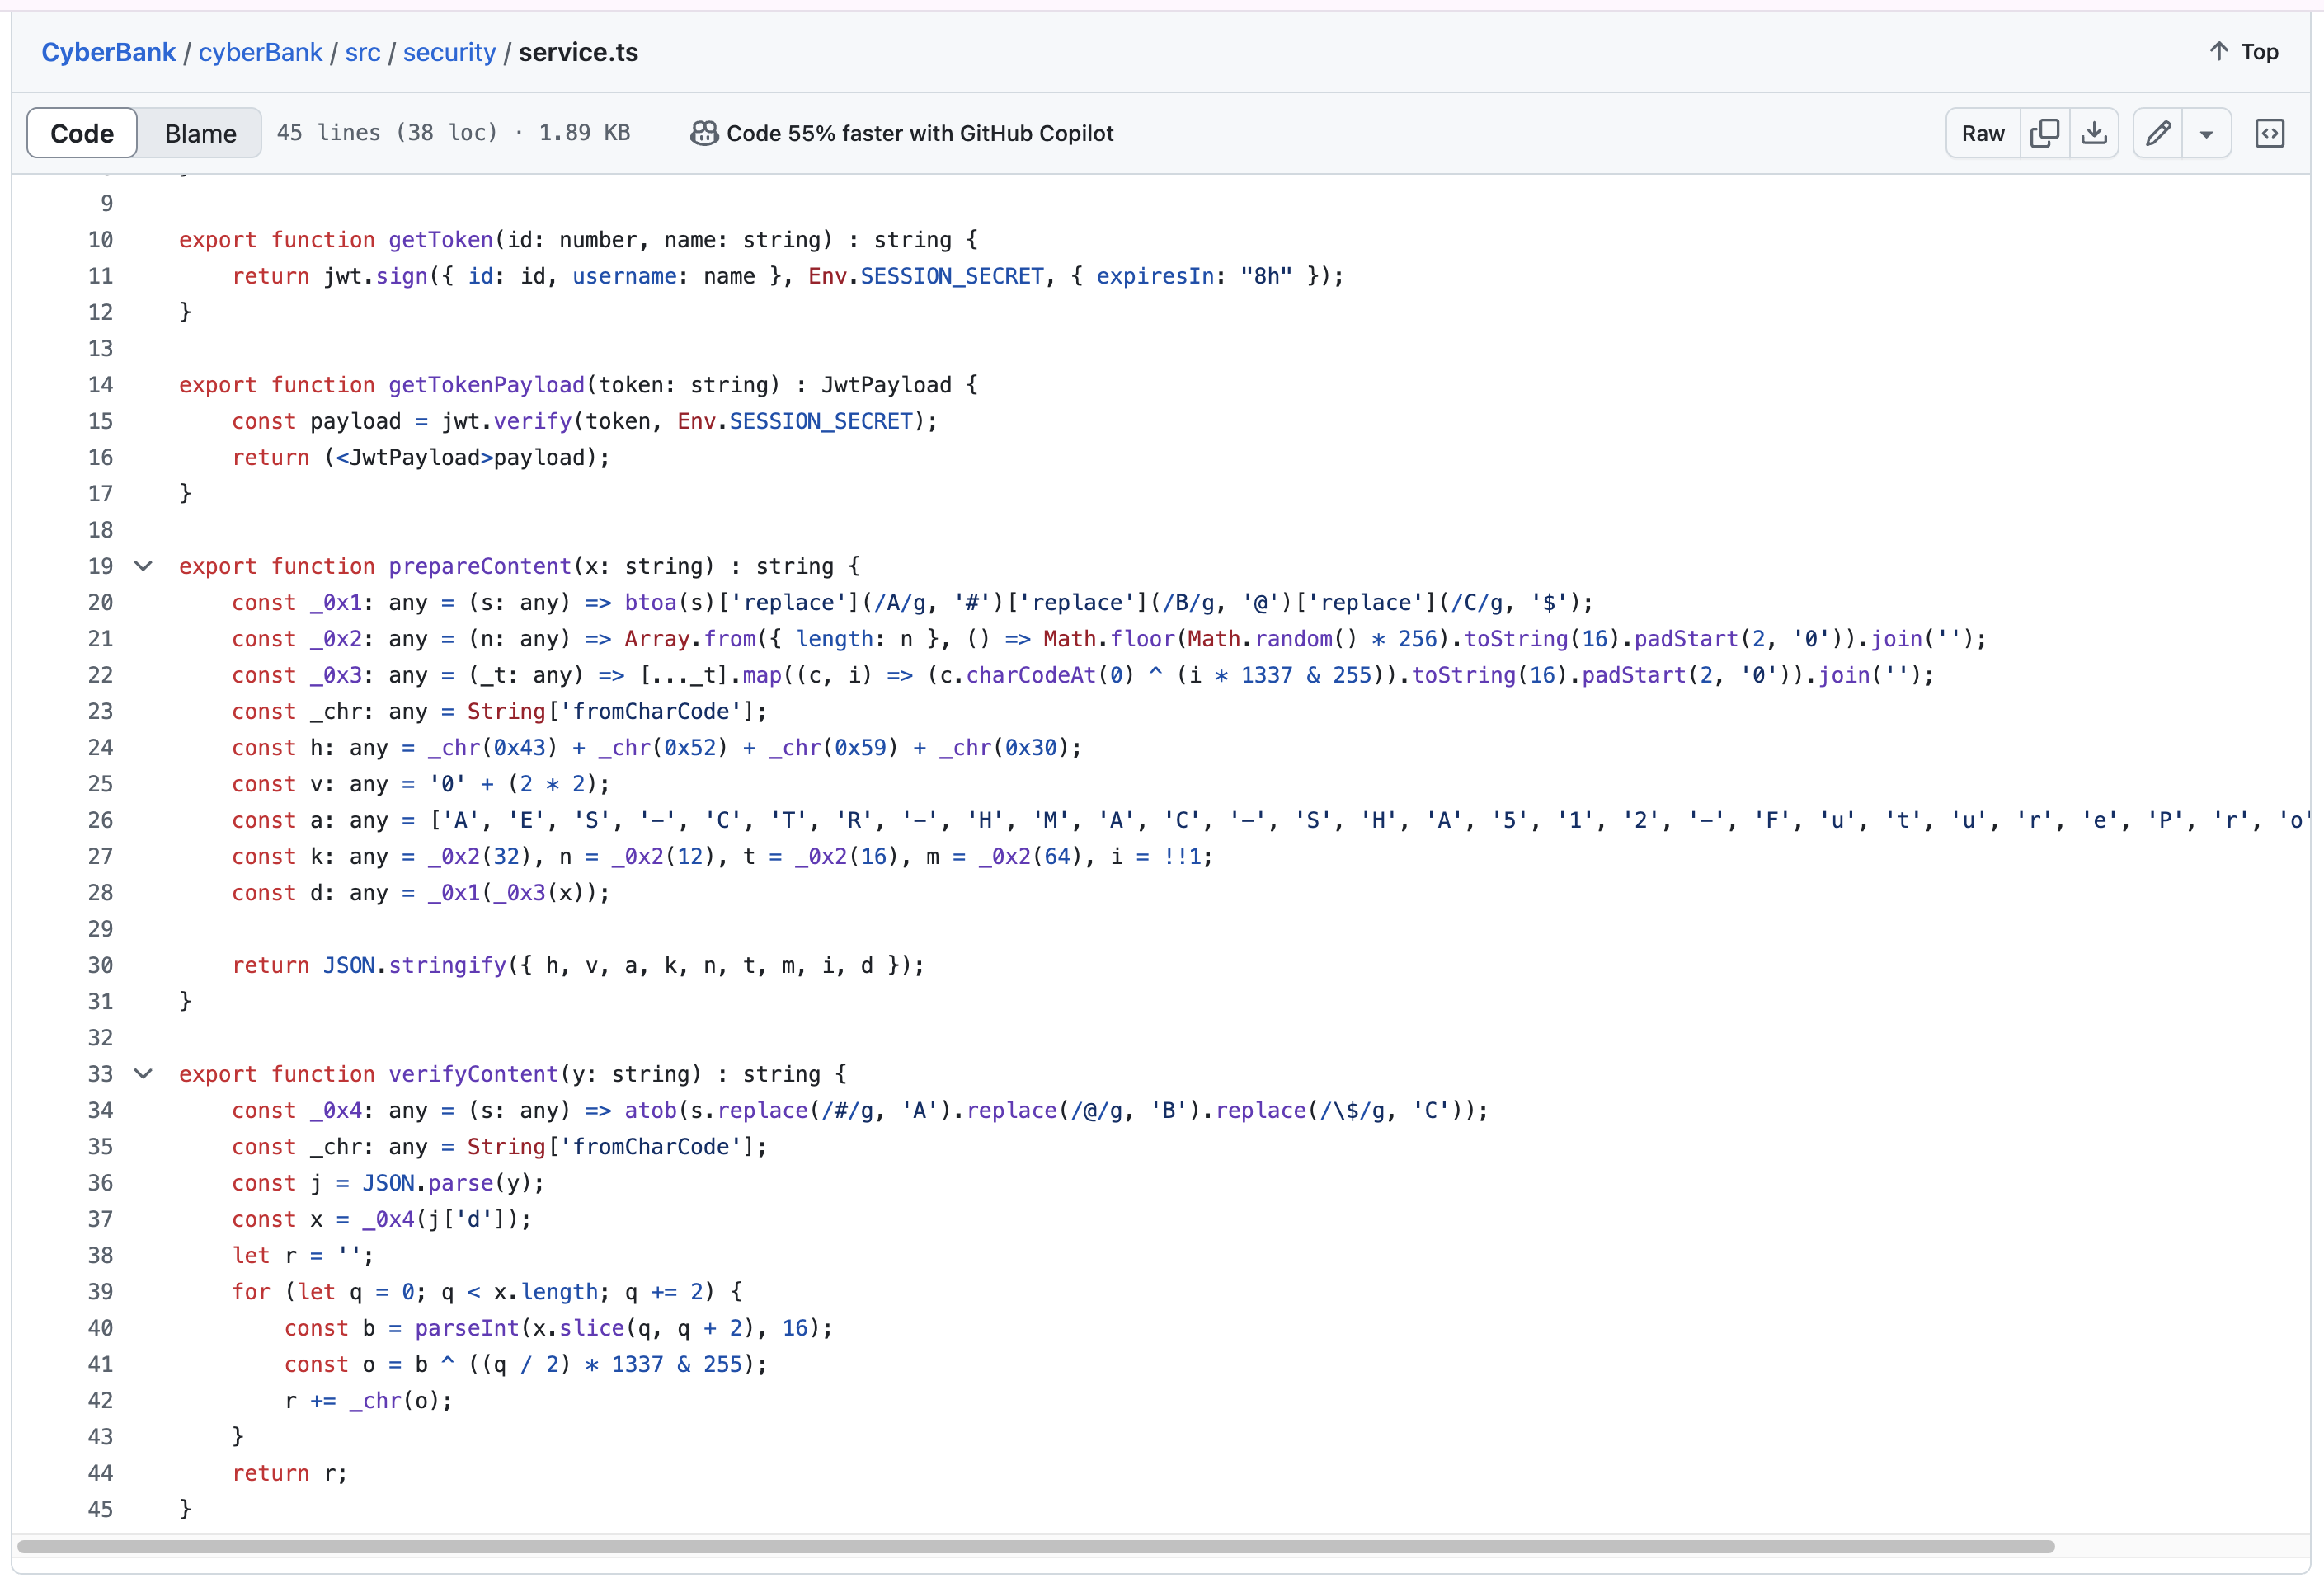 CyberBank / cyberBank / src / security / service.ts
Top
Code Blame 45 lines (38 loc) · 1.89 KB Code 55% faster with GitHub Copilot Raw
9
10 export function getToken(id: number, name: string) : string {
11     return jwt.sign({ id: id, username: name }, Env.SESSION_SECRET, { expiresIn: "8h" });
12 }
13
14 export function getTokenPayload(token: string) : JwtPayload {
15     const payload = jwt.verify(token, Env.SESSION_SECRET);
16     return (<JwtPayload>payload);
17 }
18
19 export function prepareContent(x: string) : string {
20     const _0x1: any = (s: any) => btoa(s)['replace'](/A/g, '#')['replace'](/B/g, '@')['replace'](/C/g, '$');
21     const _0x2: any = (n: any) => Array.from({ length: n }, () => Math.floor(Math.random() * 256).toString(16).padStart(2, '0')).join('');
22     const _0x3: any = (_t: any) => [..._t].map((c, i) => (c.charCodeAt(0) ^ (i * 1337 & 255)).toString(16).padStart(2, '0')).join('');
23     const _chr: any = String['fromCharCode'];
24     const h: any = _chr(0x43) + _chr(0x52) + _chr(0x59) + _chr(0x30);
25     const v: any = '0' + (2 * 2);
26     const a: any = ['A', 'E', 'S', '-', 'C', 'T', 'R', '-', 'H', 'M', 'A', 'C', '-', 'S', 'H', 'A', '5', '1', '2', '-', 'F', 'u', 't', 'u', 'r', 'e', 'P', 'r', 'o'
27     const k: any = _0x2(32), n = _0x2(12), t = _0x2(16), m = _0x2(64), i = !!1;
28     const d: any = _0x1(_0x3(x));
29
30     return JSON.stringify({ h, v, a, k, n, t, m, i, d });
31 }
32
33 export function verifyContent(y: string) : string {
34     const _0x4: any = (s: any) => atob(s.replace(/#/g, 'A').replace(/@/g, 'B').replace(/\$/g, 'C'));
35     const _chr: any = String['fromCharCode'];
36     const j = JSON.parse(y);
37     const x = _0x4(j['d']);
38     let r = '';
39     for (let q = 0; q < x.length; q += 2) {
40         const b = parseInt(x.slice(q, q + 2), 16);
41         const o = b ^ ((q / 2) * 1337 & 255);
42         r += _chr(o);
43     }
44     return r;
45 }